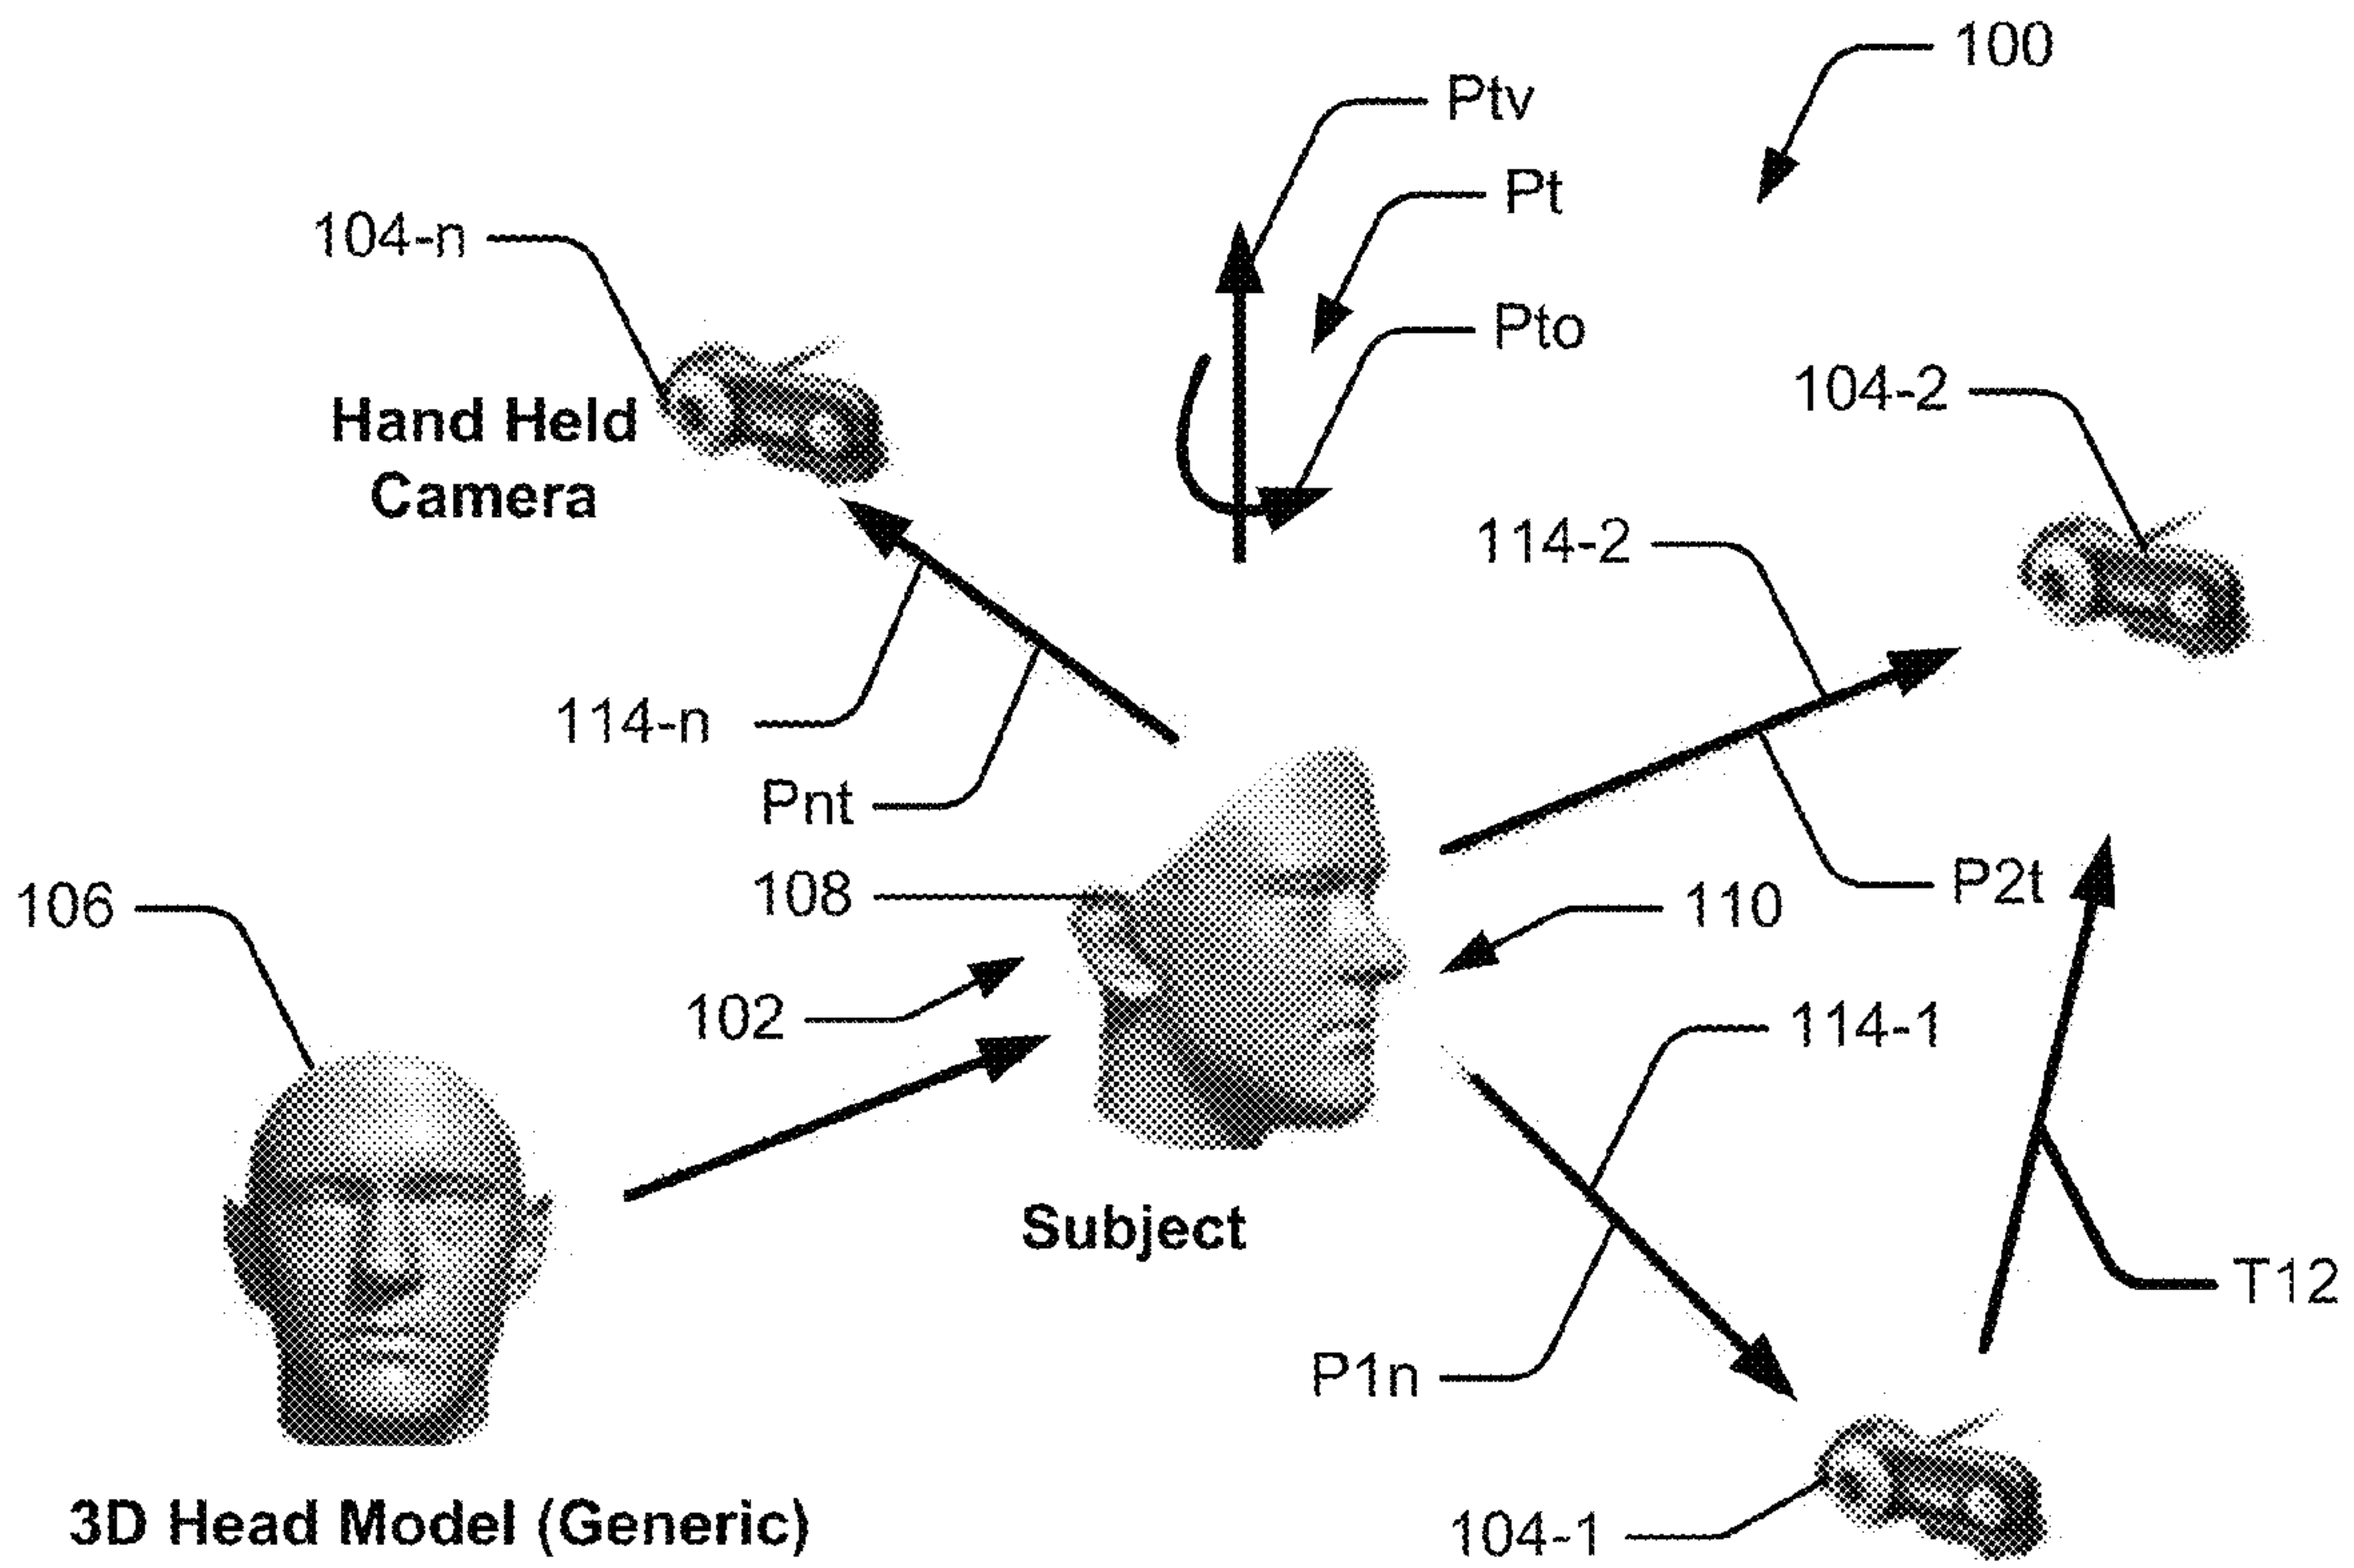 100
Ptv
Pt
104-n
Pto
104-2
Hand Held
Camera
114-2
114-n
Pnt
P2t
108
106
110
102
114-1
Subject
T12
P1n
3D Head Model (Generic)
104-1